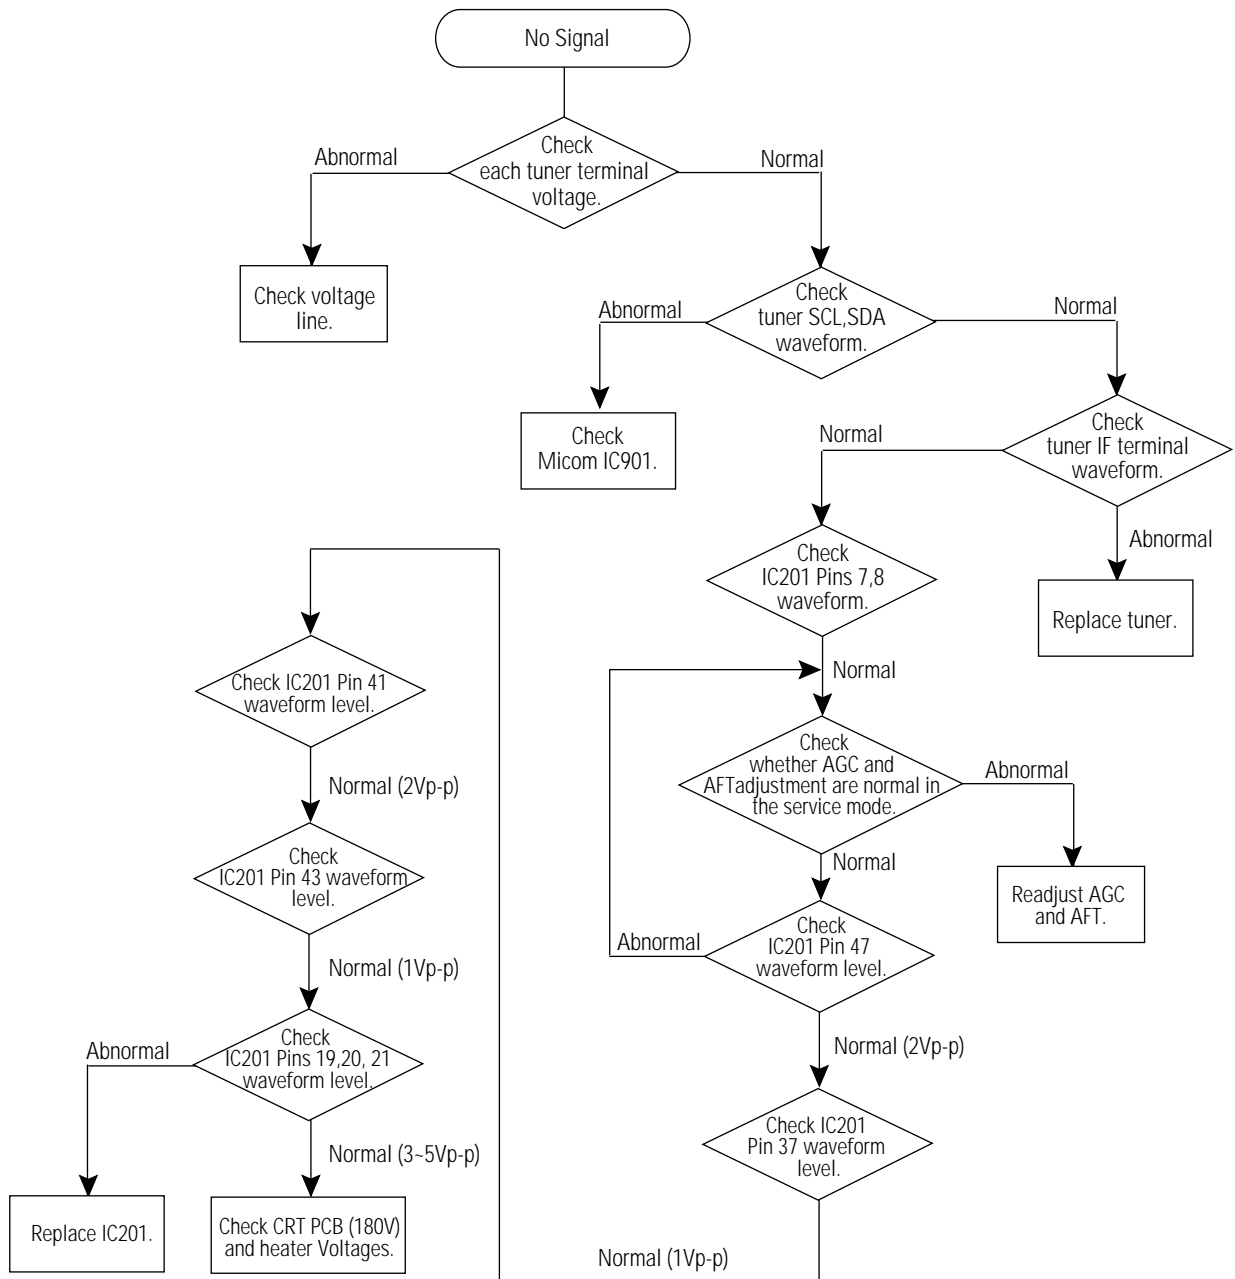 No Signal
Check
each tuner terminal
voltage.
Abnormal
Normal
Check voltage
line.
Check
tuner SCL,SDA
waveform.
Abnormal
Normal
Check
Micom IC901.
Check
tuner IF terminal
waveform.
Normal
Abnormal
Replace tuner.
Check
IC201 Pins 7,8
waveform.
Normal
Check
whether AGC and
AFTadjustment are normal in
the service mode.
Abnormal
Readjust AGC
and AFT.
Normal
Check
IC201 Pin 47
waveform level.
Abnormal
Normal (2Vp-p)
Check IC201
Pin 37 waveform
level.
Normal (1Vp-p)
Check IC201 Pin 41
waveform level.
Normal (2Vp-p)
Check
IC201 Pin 43 waveform
level.
Normal (1Vp-p)
Check
IC201 Pins 19,20, 21
waveform level.
Abnormal
Normal (3~5Vp-p)
Replace IC201.
Check CRT PCB (180V)
and heater Voltages.